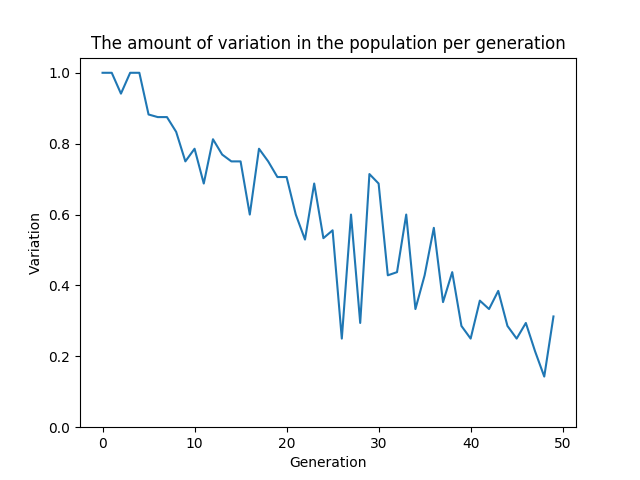 The amount of variation in the population per generation
1.0
0.8
0.6
0.4
0.2
0.0
Variation
0 10 20 30 40 50
Generation